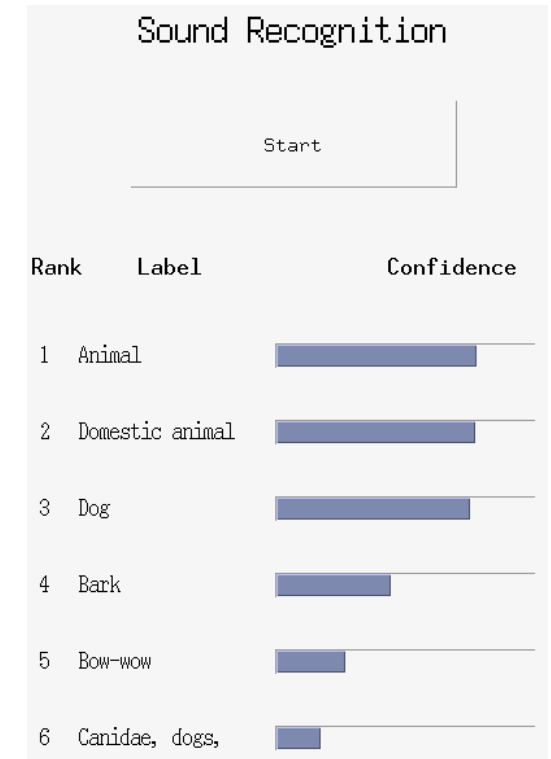 Sound Recognition
Start
Rank Label Confidence
1 Animal
2 Domestic animal
3 Dog
4 Bark
5 Bow-wow
6 Canidae, dogs,